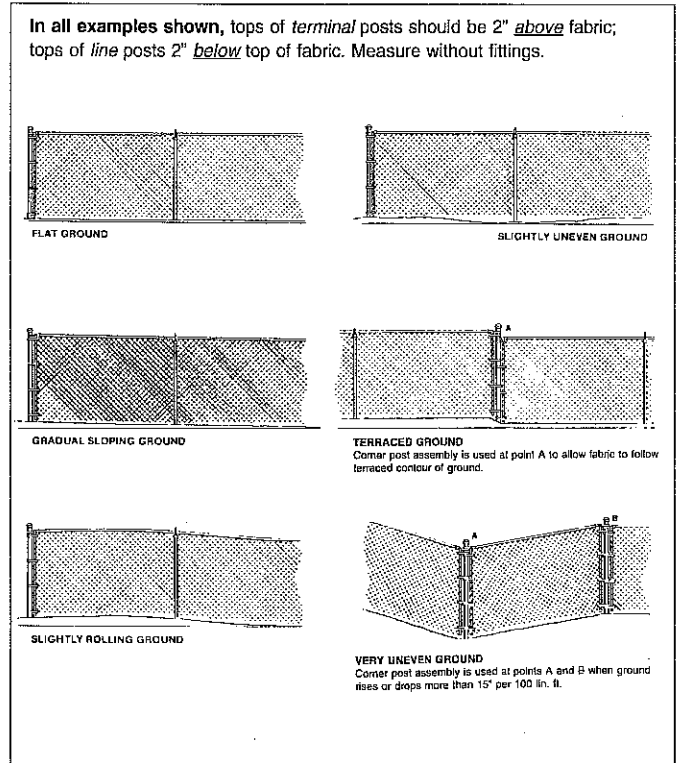 In all examples shown, tops of terminal posts should be 2" above fabric;
tops of line posts 2" below top of fabric. Measure without fittings.
FLAT GROUND
SLIGHTLY UNEVEN GROUND
A
GRADUAL SLOPING GROUND
TERRACED GROUND
Corner post assembly is used at point A to allow fabric to follow
terraced contour of ground.
A
B
SLIGHTLY ROLLING GROUND
VERY UNEVEN GROUND
Corner post assembly is used at points A and B when ground
rises or drops more than 15" per 100 lin. ft.